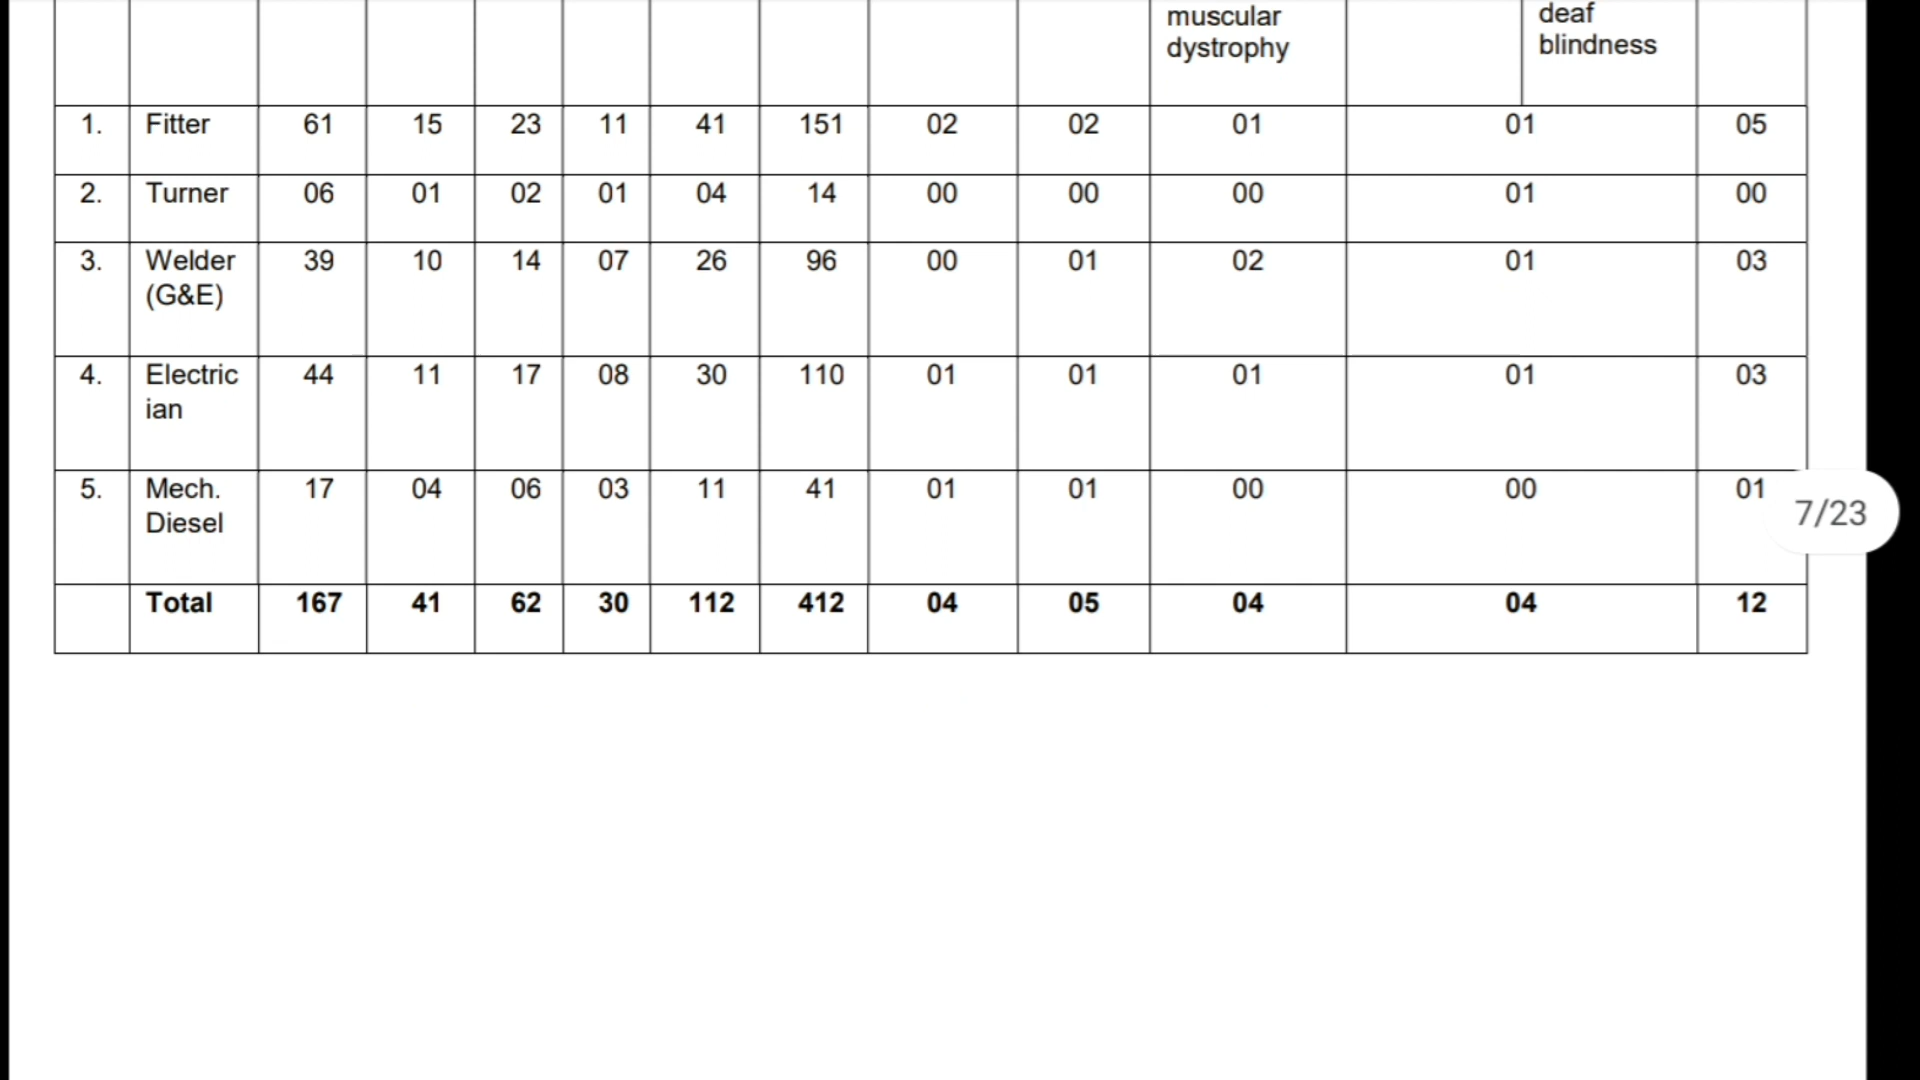 muscular
dystrophy
deaf
blindness
1. Fitter 61 15 23 11 41 151 02 02 01 01 05
2. Turner 06 01 02 01 04 14 00 00 00 01 00
3. Welder 39 10 14 07 26 96 00 01 02 01 03
(G&E)
4. Electric 44 11 17 08 30 110 01 01 01 01 03
ian
5. Mech. 17 04 06 03 11 41 01 01 00 00 01
Diesel
7/23
Total 167 41 62 30 112 412 04 05 04 04 12